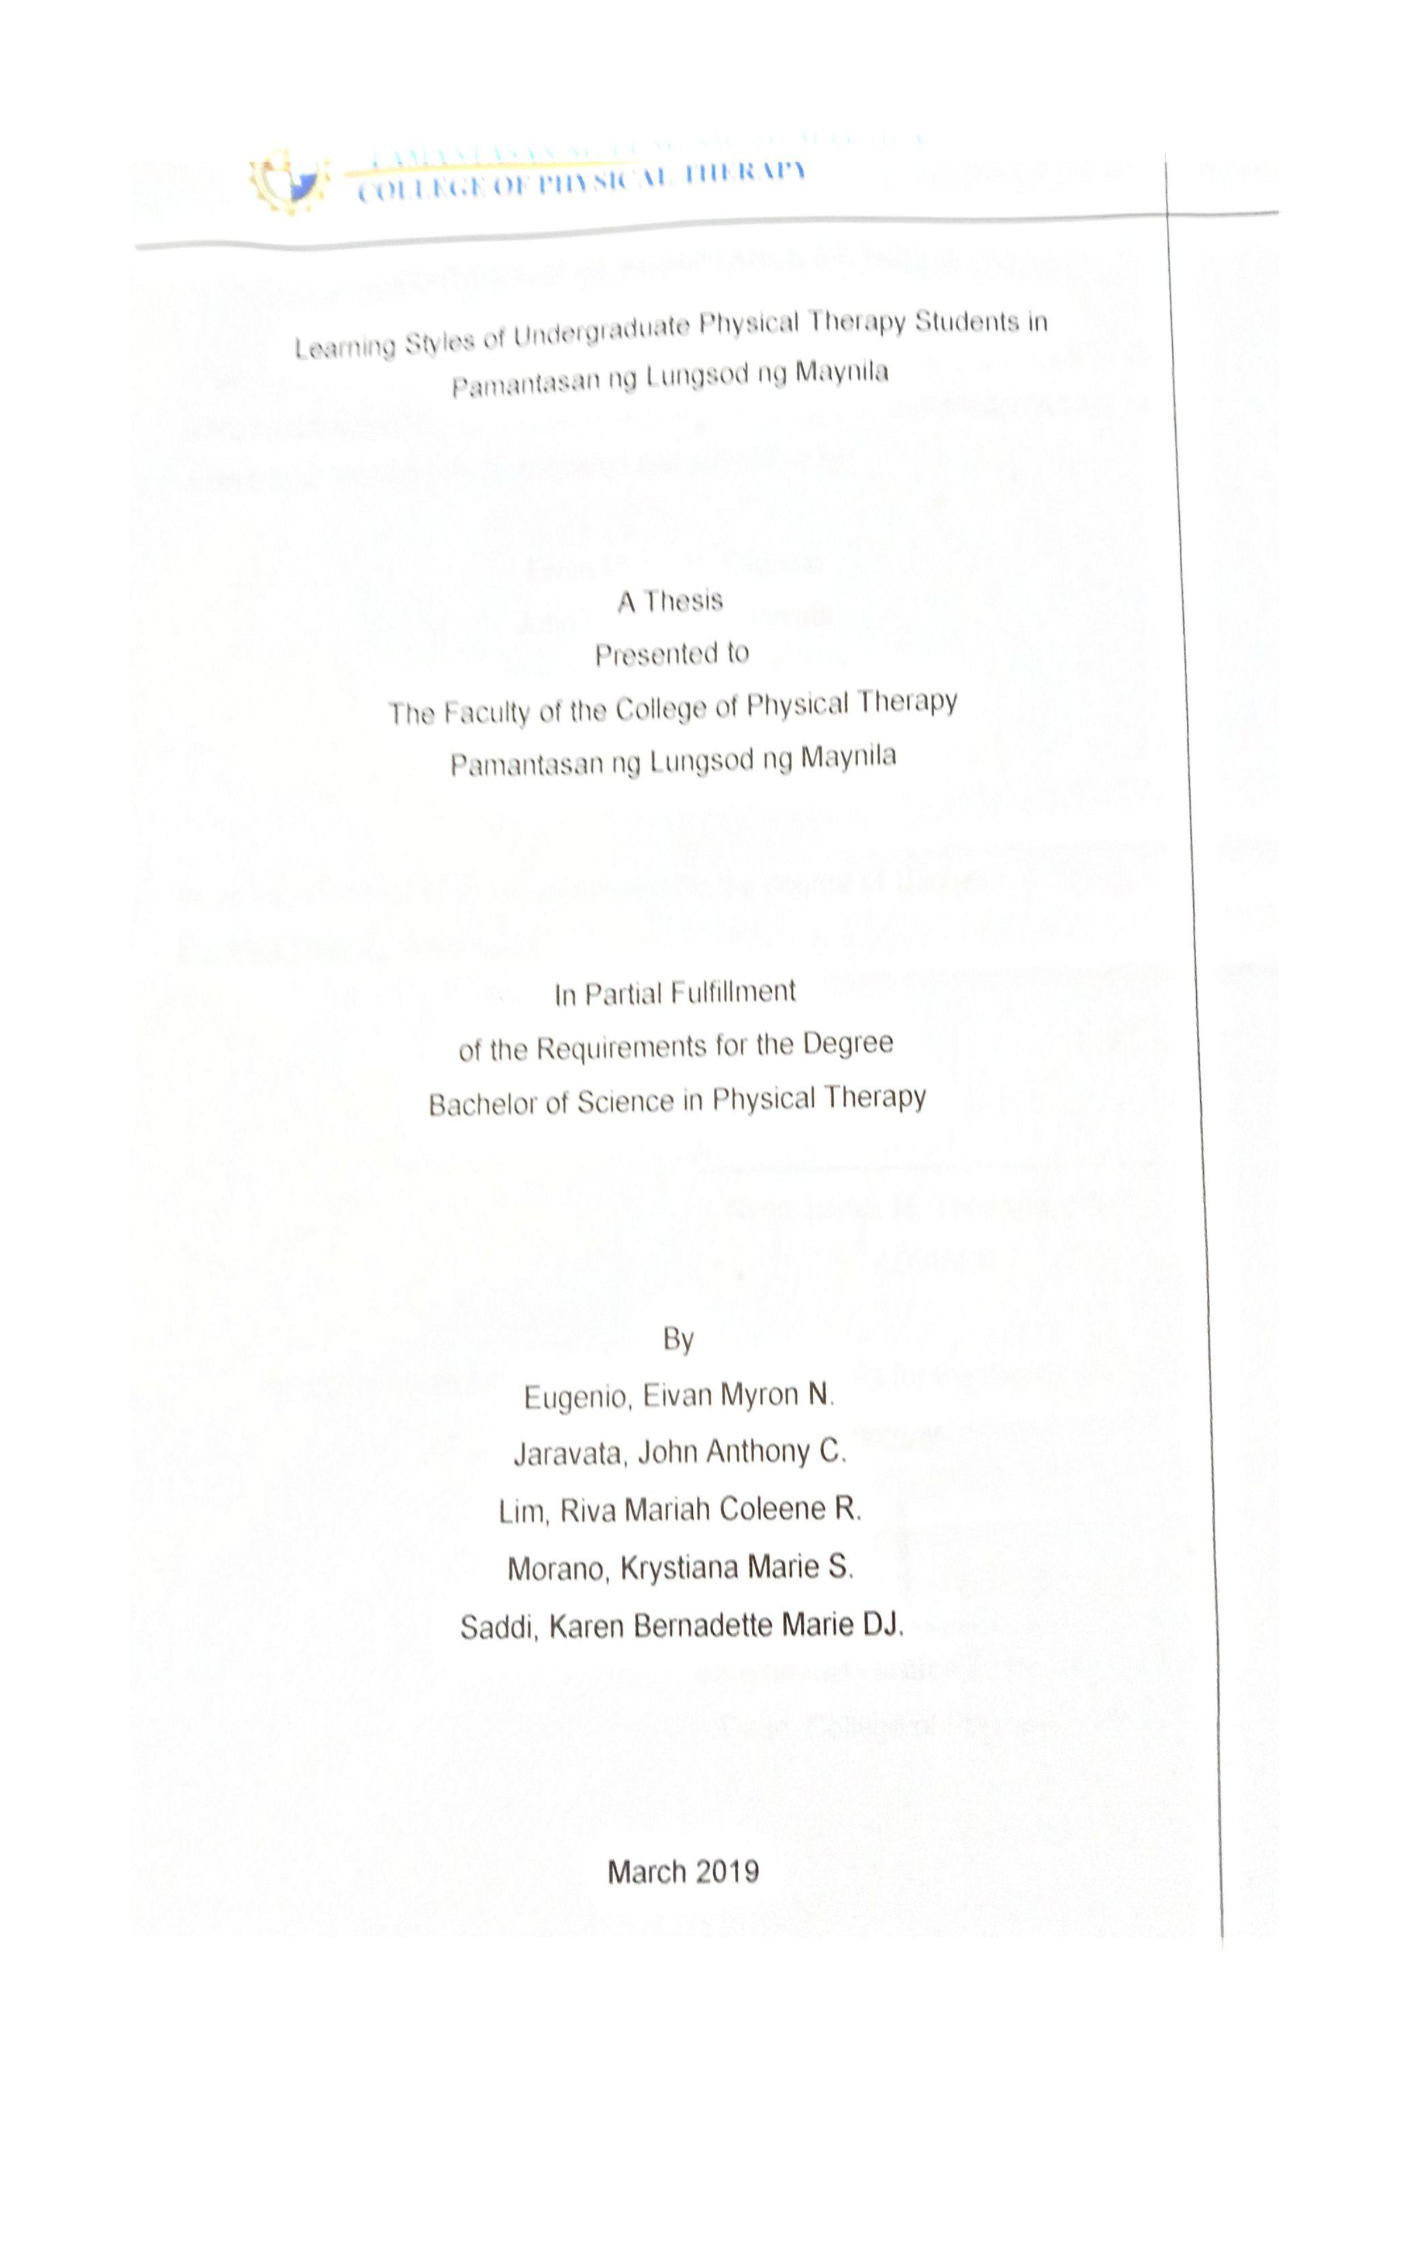 COLLEGE OF PHYSICAL THERAPY
Learning Styles of Undergraduate Physical Therapy Students in
Pamantasan ng Lungsod ng Maynila
A Thesis
Presented to
The Faculty of the College of Physical Therapy
Pamantasan ng Lungsod ng Maynila
In Partial Fulfillment
of the Requirements for the Degree
Bachelor of Science in Physical Therapy
By
Eugenio, Eivan Myron N.
Jaravata, John Anthony C.
Lim, Riva Mariah Coleene R.
Morano, Krystiana Marie S.
Saddi, Karen Bernadette Marie DJ.
March 2019